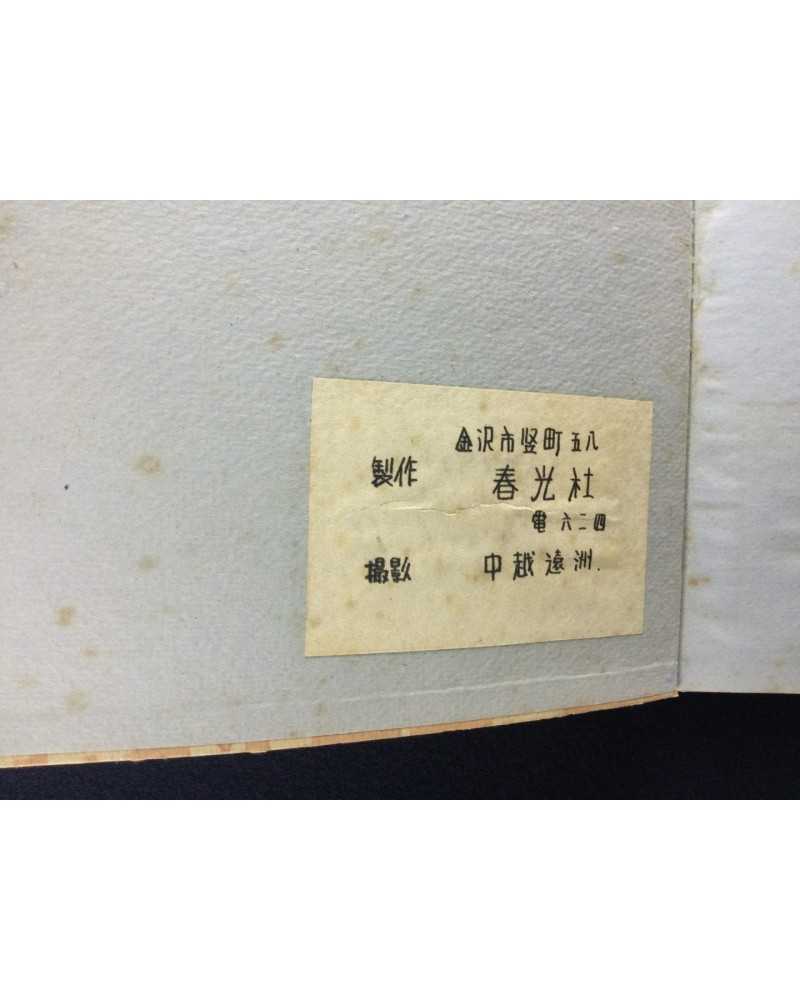 金沢市竪町五八
製作 春光社
電 六二四
撮影 中越遠洲.